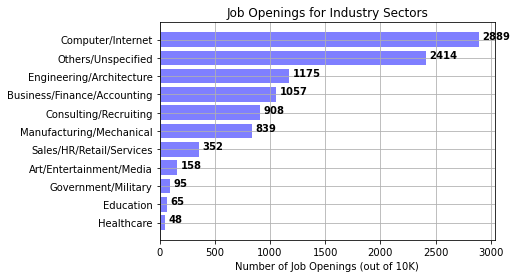 Job Openings for Industry Sectors
Computer/Internet 2889
Others/Unspecified 2414
Engineering/Architecture 1175
Business/Finance/Accounting 1057
Consulting/Recruiting 908
Manufacturing/Mechanical 839
Sales/HR/Retail/Services 352
Art/Entertainment/Media 158
Government/Military 95
Education 65
Healthcare 48
0 500 1000 1500 2000 2500 3000
Number of Job Openings (out of 10K)